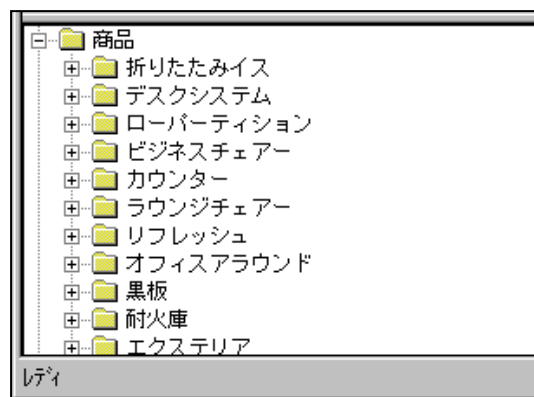 商品
折りたたみイス
デスクシステム
ローパーティション
ビジネスチェアー
カウンター
ラウンジチェアー
リフレッシュ
オフィスアラウンド
黒板
耐火庫
エクステリア
ﾚﾃﾞｨ